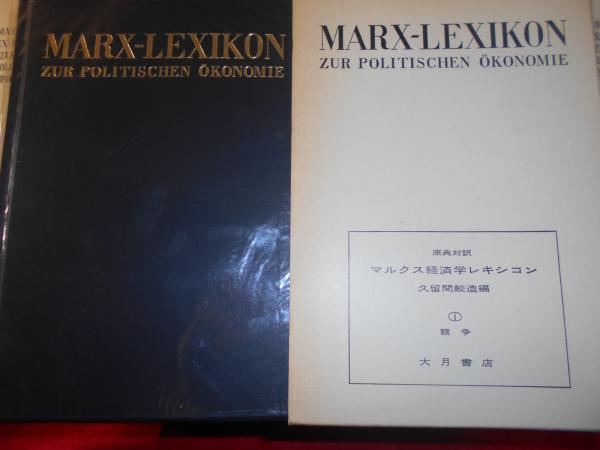 MARX-LEXIKON
ZUR POLITISCHEN ÖKONOMIE
MARX-LEXIKON
ZUR POLITISCHEN ÖKONOMIE
原典対訳
マルクス経済学レキシコン
久留間鮫造編
①
競争
大月書店